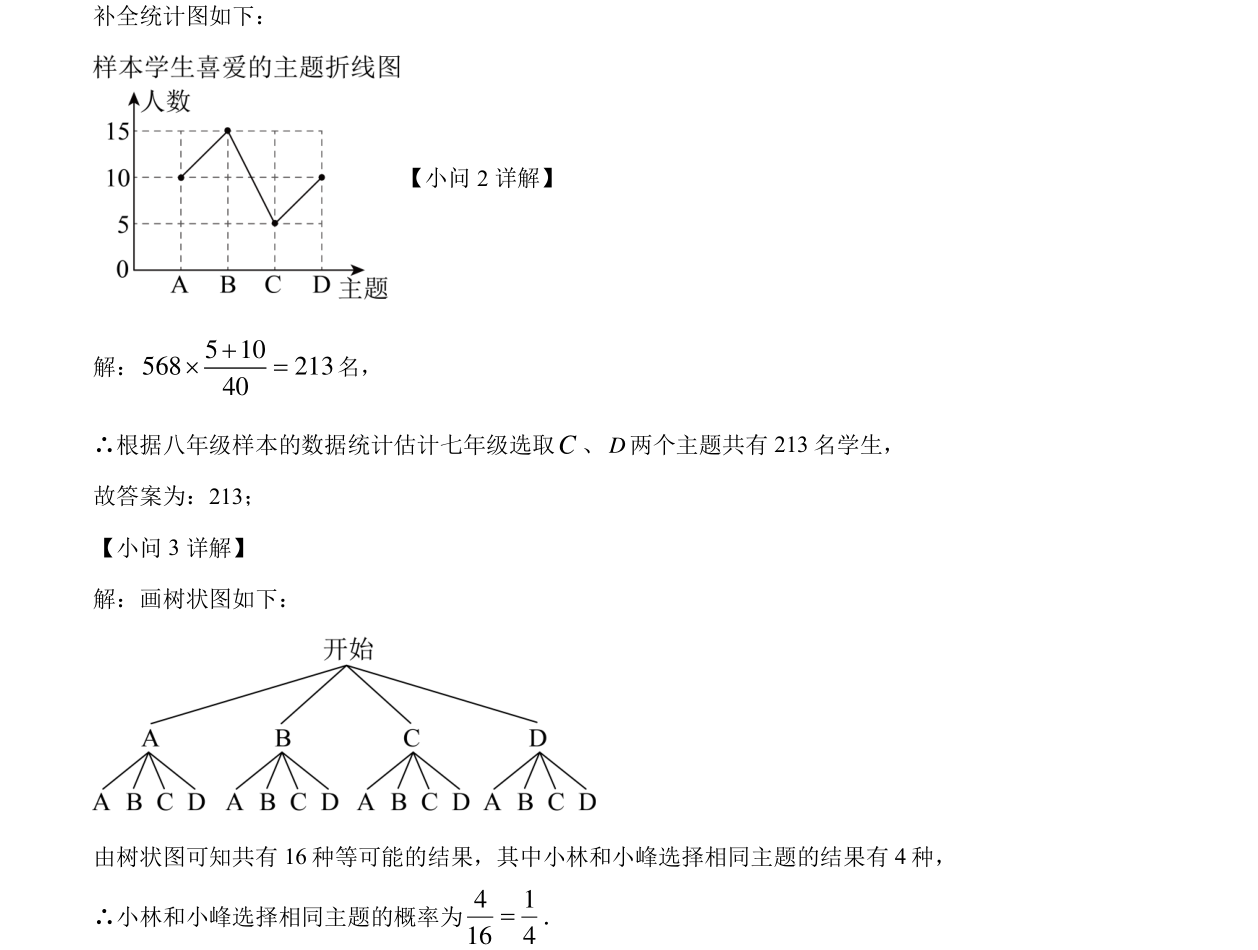 补全统计图如下：
样本学生喜爱的主题折线图
人数
15
10
5
0
A B C D 主题
【小问 2 详解】
解：568×(5+10)/40=213名，
∴根据八年级样本的数据统计估计七年级选取C、D两个主题共有 213 名学生，
故答案为：213；
【小问 3 详解】
解：画树状图如下：
开始
A B C D
A B C D A B C D A B C D A B C D
由树状图可知共有 16 种等可能的结果，其中小林和小峰选择相同主题的结果有 4 种，
∴小林和小峰选择相同主题的概率为4/16=1/4．